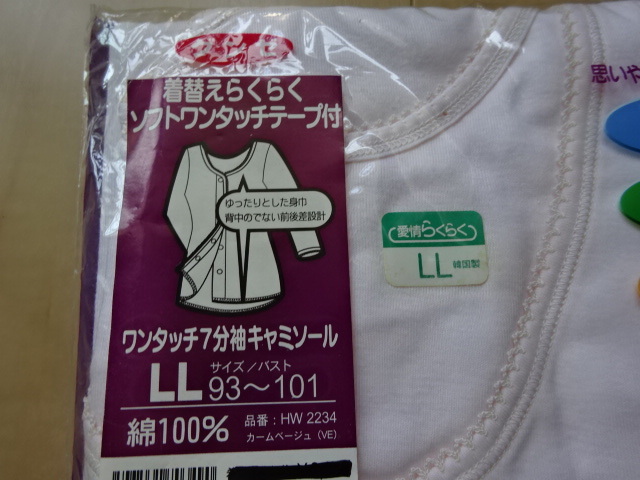 着替えらくらく
ソフトワンタッチテープ付
ゆったりとした身巾
背中のでない前後差設計
ワンタッチ7分袖キャミソール
LL サイズ/バスト 93〜101
綿100% 品番:HW 2234
カームベージュ(VE)
愛情らくらく
LL 韓国製
思いや